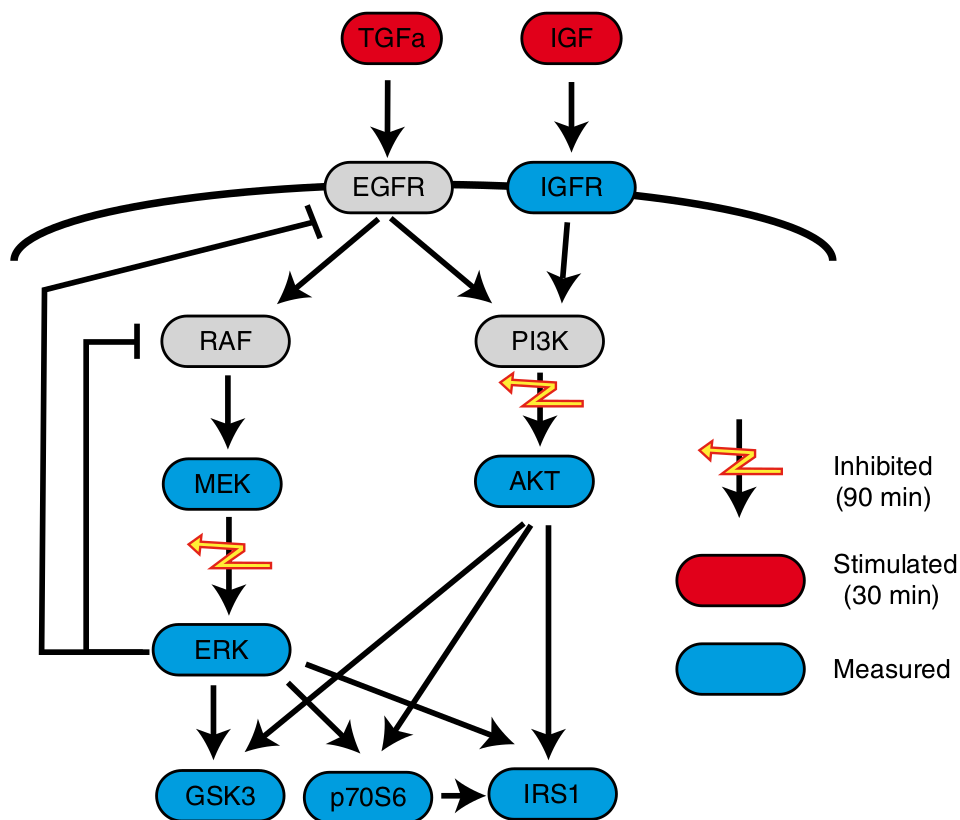 TGFa
IGF
EGFR
IGFR
RAF
PI3K
MEK
AKT
ERK
GSK3
p70S6
IRS1
Inhibited
(90 min)
Stimulated
(30 min)
Measured